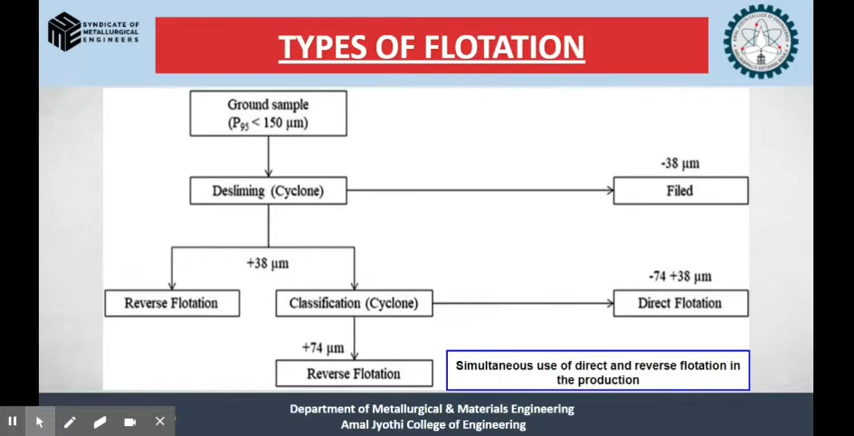 SYNDICATE OF
METALLURGICAL
ENGINEERS
TYPES OF FLOTATION
Ground sample
(P95 < 150 µm)
-38 µm
Desliming (Cyclone)
Filed
+38 µm
-74 +38 µm
Reverse Flotation
Classification (Cyclone)
Direct Flotation
+74 µm
Reverse Flotation
Simultaneous use of direct and reverse flotation in
the production
Department of Metallurgical & Materials Engineering
Amal Jyothi College of Engineering